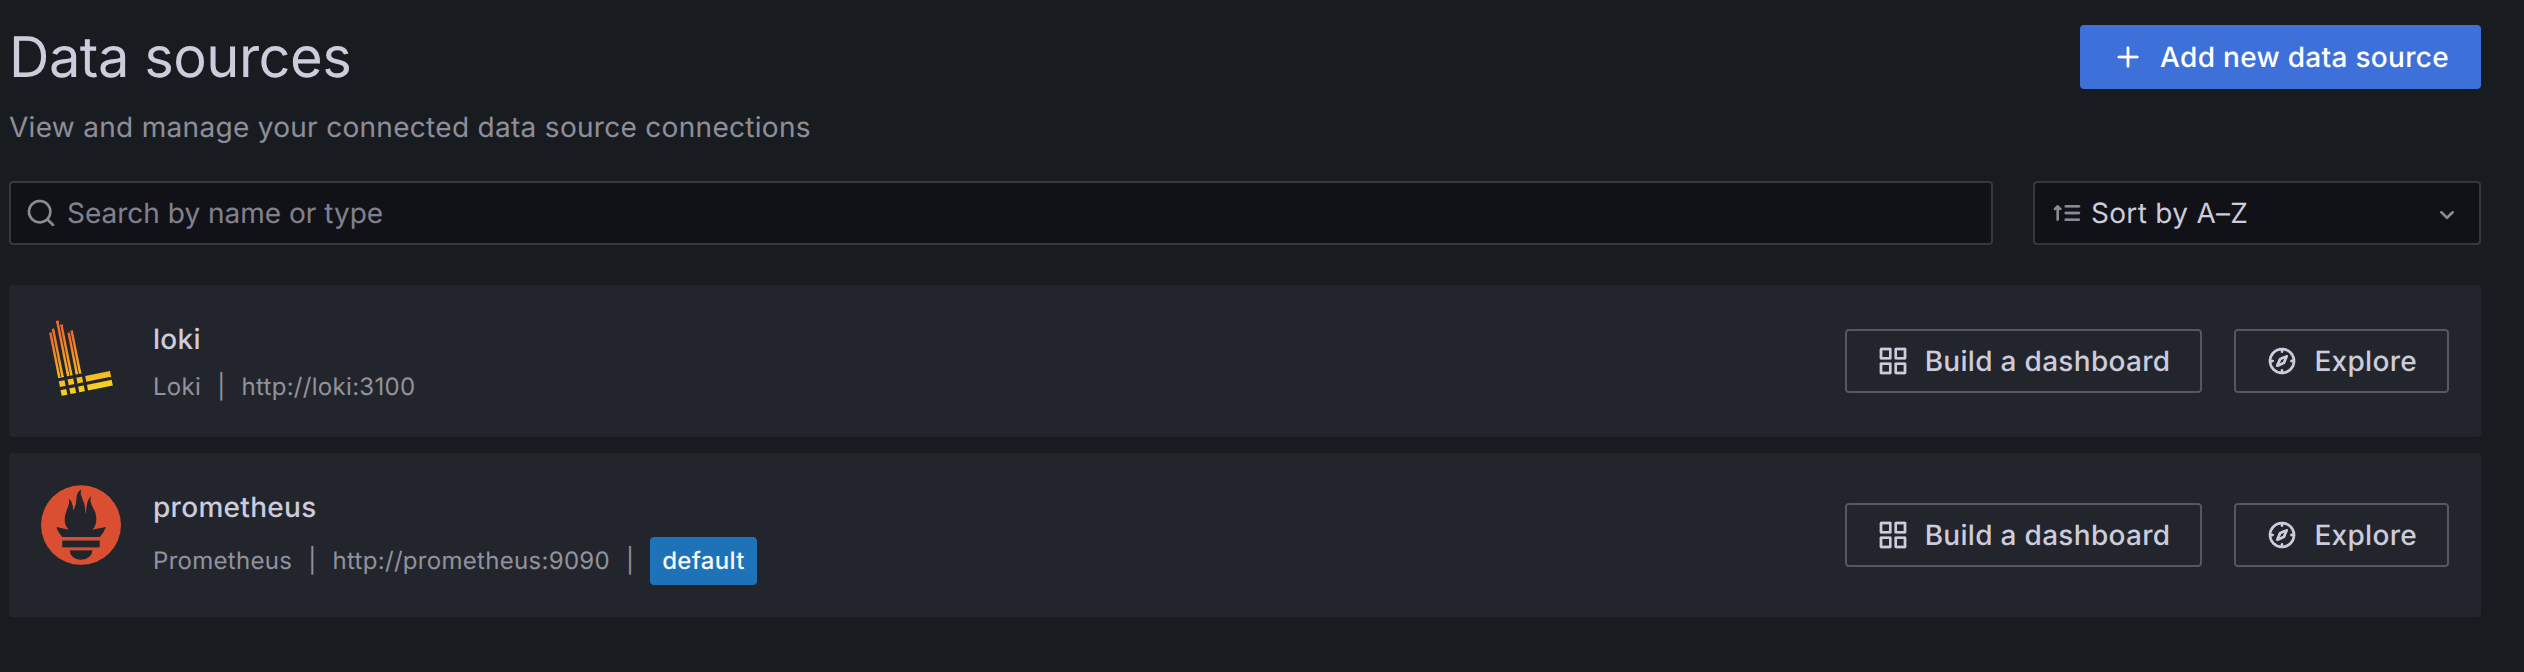 Data sources
Add new data source
View and manage your connected data source connections
Search by name or type
Sort by A–Z
loki
Loki | http://loki:3100
Build a dashboard
Explore
prometheus
Prometheus | http://prometheus:9090 | default
Build a dashboard
Explore